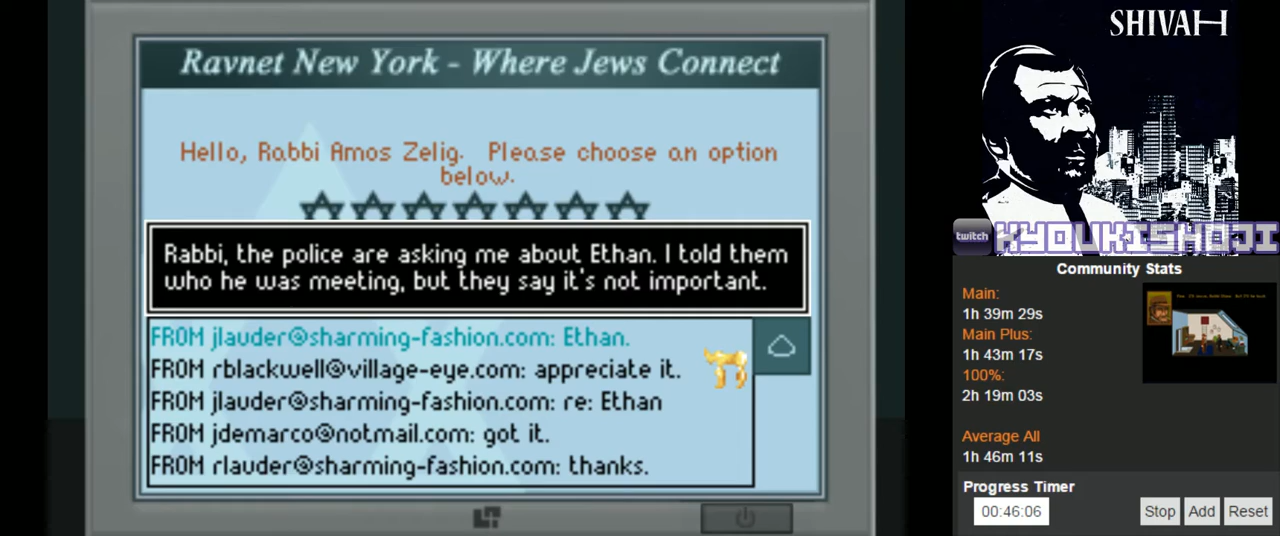 Ravnet New York - Where Jews Connect
Hello, Rabbi Amos Zelig. Please choose an option
below.
Rabbi, the police are asking me about Ethan. I told them
who he was meeting, but they say it's not important.
FROM jlauder@sharming-fashion.com: Ethan.
FROM rblackwell@village-eye.com: appreciate it.
FROM jlauder@sharming-fashion.com: re: Ethan
FROM jdemarco@notmail.com: got it.
FROM rlauder@sharming-fashion.com: thanks.
SHIVAH
twitch KYOUKISHOJI
Community Stats
Main:
1h 39m 29s
Main Plus:
1h 43m 17s
100%:
2h 19m 03s
Average All
1h 46m 11s
Progress Timer
00:46:06 Stop Add Reset